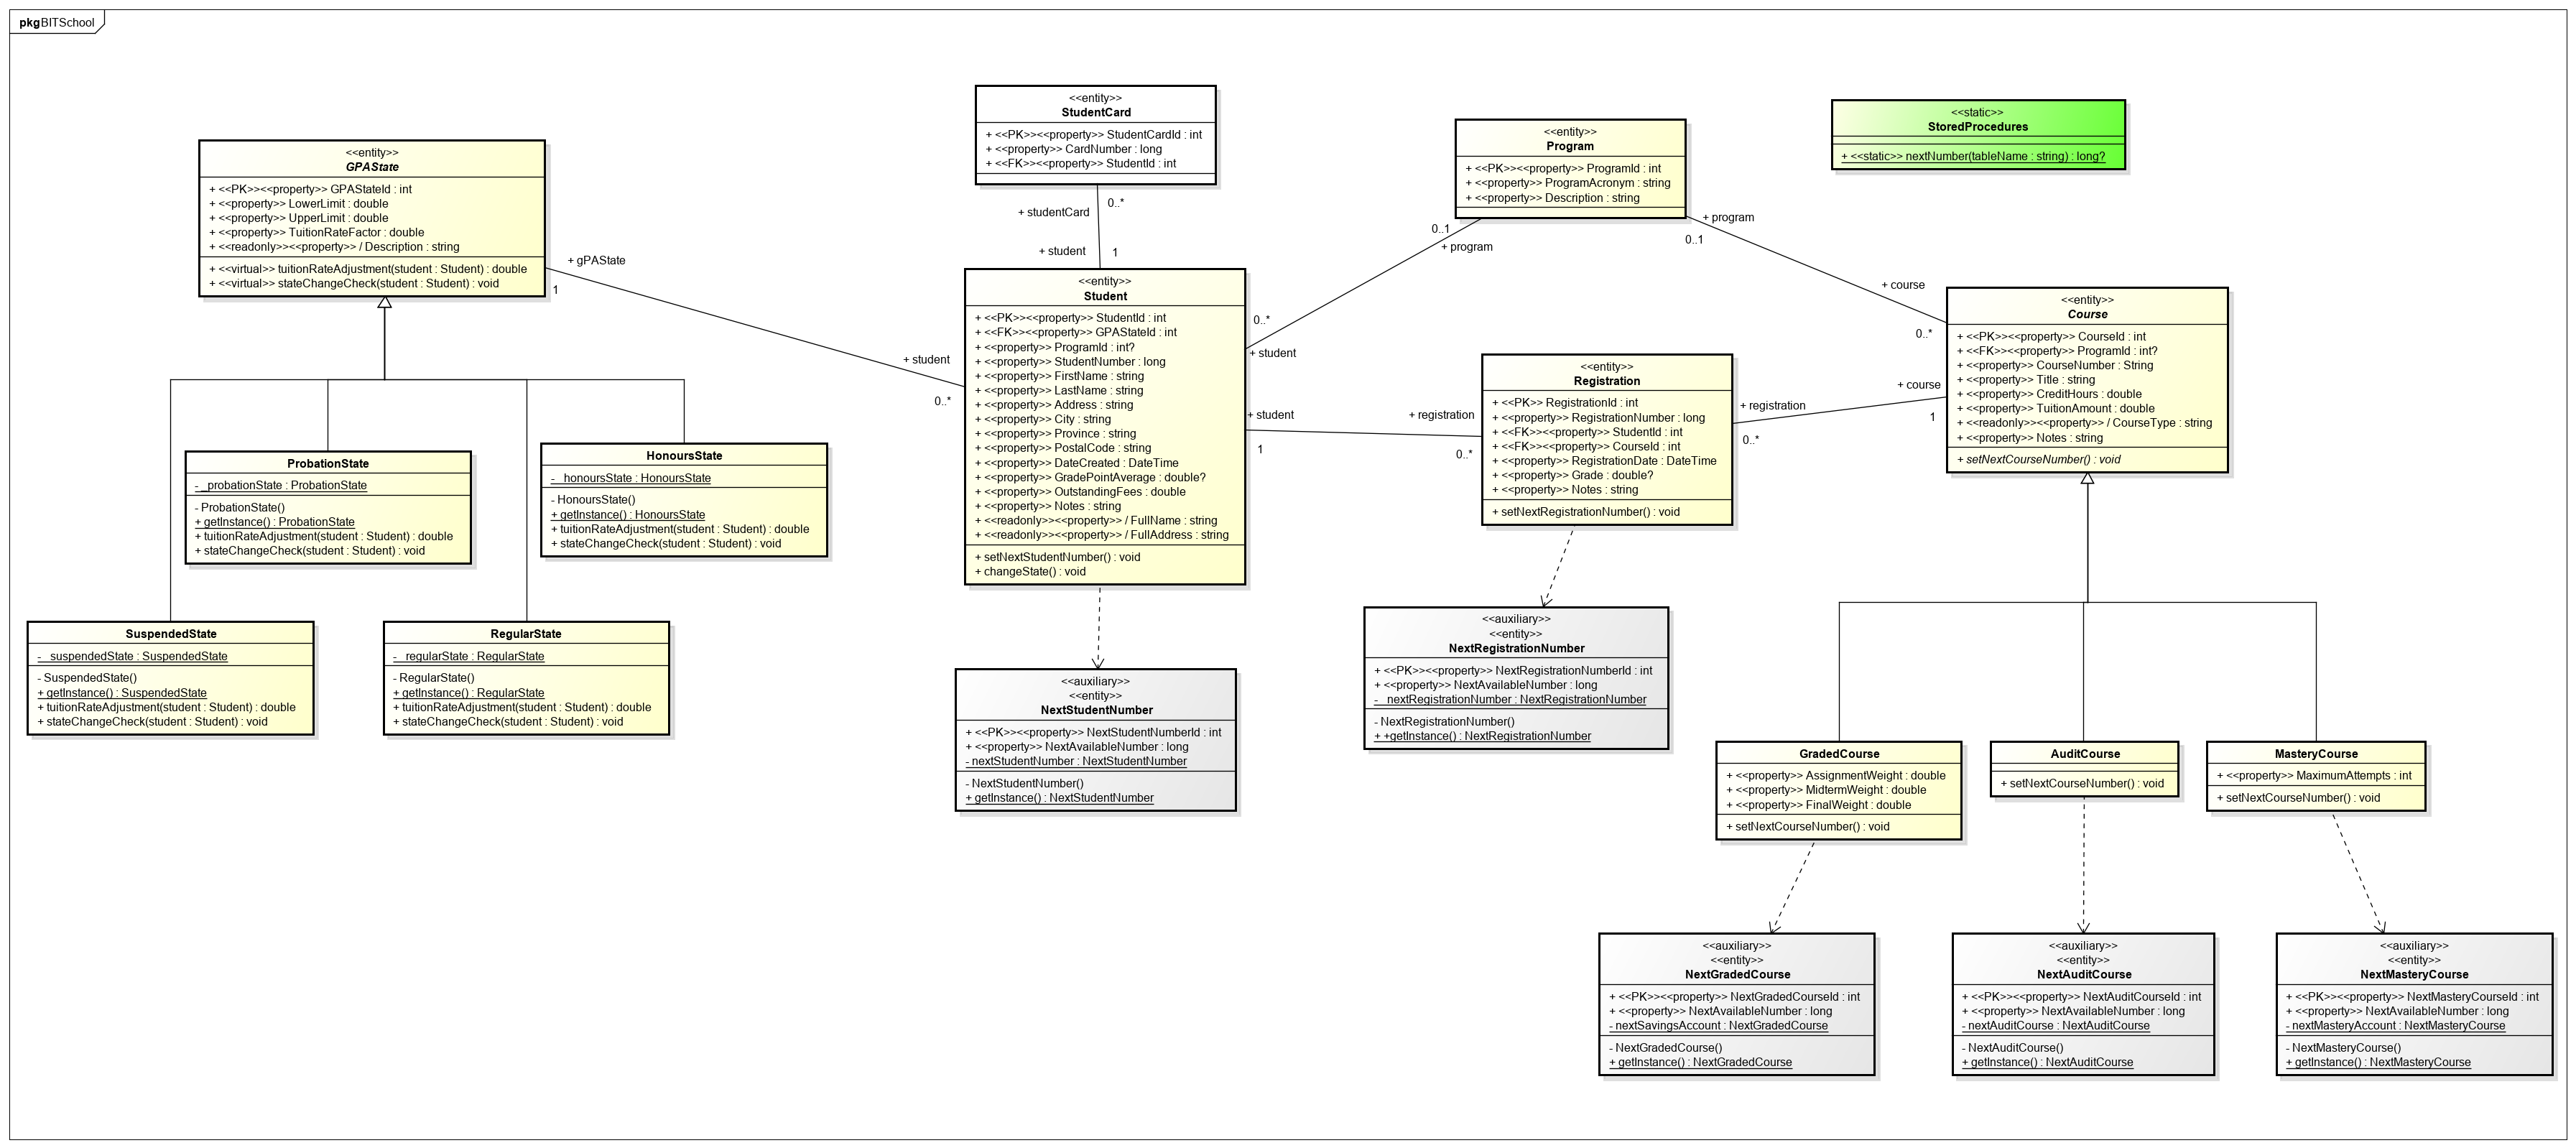 pkg BITSchool
<<entity>>
StudentCard
+ <<PK>><<property>> StudentCardId : int
+ <<property>> CardNumber : long
+ <<FK>><<property>> StudentId : int
<<static>>
StoredProcedures
+ <<static>> nextNumber(tableName : string) : long?
<<entity>>
Program
+ <<PK>><<property>> ProgramId : int
+ <<property>> ProgramAcronym : string
+ <<property>> Description : string
<<entity>>
GPAState
+ <<PK>><<property>> GPAStateId : int
+ <<property>> LowerLimit : double
+ <<property>> UpperLimit : double
+ <<property>> TuitionRateFactor : double
+ <<readonly>><<property>> / Description : string
+ <<virtual>> tuitionRateAdjustment(student : Student) : double
+ <<virtual>> stateChangeCheck(student : Student) : void
+ gPAState
1
+ student
0..*
+ studentCard
0..*
+ student
1
0..1
+ program
0..*
+ student
+ program
0..1
+ course
0..*
<<entity>>
Student
+ <<PK>><<property>> StudentId : int
+ <<FK>><<property>> GPAStateId : int
+ <<property>> ProgramId : int?
+ <<property>> StudentNumber : long
+ <<property>> FirstName : string
+ <<property>> LastName : string
+ <<property>> Address : string
+ <<property>> City : string
+ <<property>> Province : string
+ <<property>> PostalCode : string
+ <<property>> DateCreated : DateTime
+ <<property>> GradePointAverage : double?
+ <<property>> OutstandingFees : double
+ <<property>> Notes : string
+ <<readonly>><<property>> / FullName : string
+ <<readonly>><<property>> / FullAddress : string
+ setNextStudentNumber() : void
+ changeState() : void
+ student
1
+ registration
0..*
<<entity>>
Registration
+ <<PK>> RegistrationId : int
+ <<property>> RegistrationNumber : long
+ <<FK>><<property>> StudentId : int
+ <<FK>><<property>> CourseId : int
+ <<property>> RegistrationDate : DateTime
+ <<property>> Grade : double?
+ <<property>> Notes : string
+ setNextRegistrationNumber() : void
+ registration
0..*
+ course
1
<<entity>>
Course
+ <<PK>><<property>> CourseId : int
+ <<FK>><<property>> ProgramId : int?
+ <<property>> CourseNumber : String
+ <<property>> Title : string
+ <<property>> CreditHours : double
+ <<property>> TuitionAmount : double
+ <<readonly>><<property>> / CourseType : string
+ <<property>> Notes : string
+ setNextCourseNumber() : void
ProbationState
- _probationState : ProbationState
- ProbationState()
+ getInstance() : ProbationState
+ tuitionRateAdjustment(student : Student) : double
+ stateChangeCheck(student : Student) : void
HonoursState
- _honoursState : HonoursState
- HonoursState()
+ getInstance() : HonoursState
+ tuitionRateAdjustment(student : Student) : double
+ stateChangeCheck(student : Student) : void
SuspendedState
- _suspendedState : SuspendedState
- SuspendedState()
+ getInstance() : SuspendedState
+ tuitionRateAdjustment(student : Student) : double
+ stateChangeCheck(student : Student) : void
RegularState
- _regularState : RegularState
- RegularState()
+ getInstance() : RegularState
+ tuitionRateAdjustment(student : Student) : double
+ stateChangeCheck(student : Student) : void
<<auxiliary>>
<<entity>>
NextStudentNumber
+ <<PK>><<property>> NextStudentNumberId : int
+ <<property>> NextAvailableNumber : long
- nextStudentNumber : NextStudentNumber
- NextStudentNumber()
+ getInstance() : NextStudentNumber
<<auxiliary>>
<<entity>>
NextRegistrationNumber
+ <<PK>><<property>> NextRegistrationNumberId : int
+ <<property>> NextAvailableNumber : long
- _nextRegistrationNumber : NextRegistrationNumber
- NextRegistrationNumber()
+ +getInstance() : NextRegistrationNumber
GradedCourse
+ <<property>> AssignmentWeight : double
+ <<property>> MidtermWeight : double
+ <<property>> FinalWeight : double
+ setNextCourseNumber() : void
AuditCourse
+ setNextCourseNumber() : void
MasteryCourse
+ <<property>> MaximumAttempts : int
+ setNextCourseNumber() : void
<<auxiliary>>
<<entity>>
NextGradedCourse
+ <<PK>><<property>> NextGradedCourseId : int
+ <<property>> NextAvailableNumber : long
- nextSavingsAccount : NextGradedCourse
- NextGradedCourse()
+ getInstance() : NextGradedCourse
<<auxiliary>>
<<entity>>
NextAuditCourse
+ <<PK>><<property>> NextAuditCourseId : int
+ <<property>> NextAvailableNumber : long
- nextAuditCourse : NextAuditCourse
- NextAuditCourse()
+ getInstance() : NextAuditCourse
<<auxiliary>>
<<entity>>
NextMasteryCourse
+ <<PK>><<property>> NextMasteryCourseId : int
+ <<property>> NextAvailableNumber : long
- nextMasteryAccount : NextMasteryCourse
- NextMasteryCourse()
+ getInstance() : NextMasteryCourse